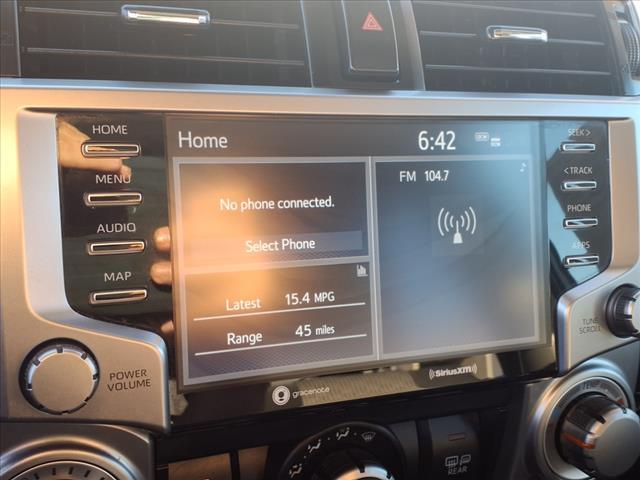 HOME
MENU
AUDIO
MAP
POWER
VOLUME
Home
6:42
No phone connected.
Select Phone
Latest 15.4 MPG
Range 45 miles
FM 104.7
gracenote
SiriusXM
SEEK >
< TRACK
PHONE
APPS
TUNE
SCROLL
TEMP
REAR